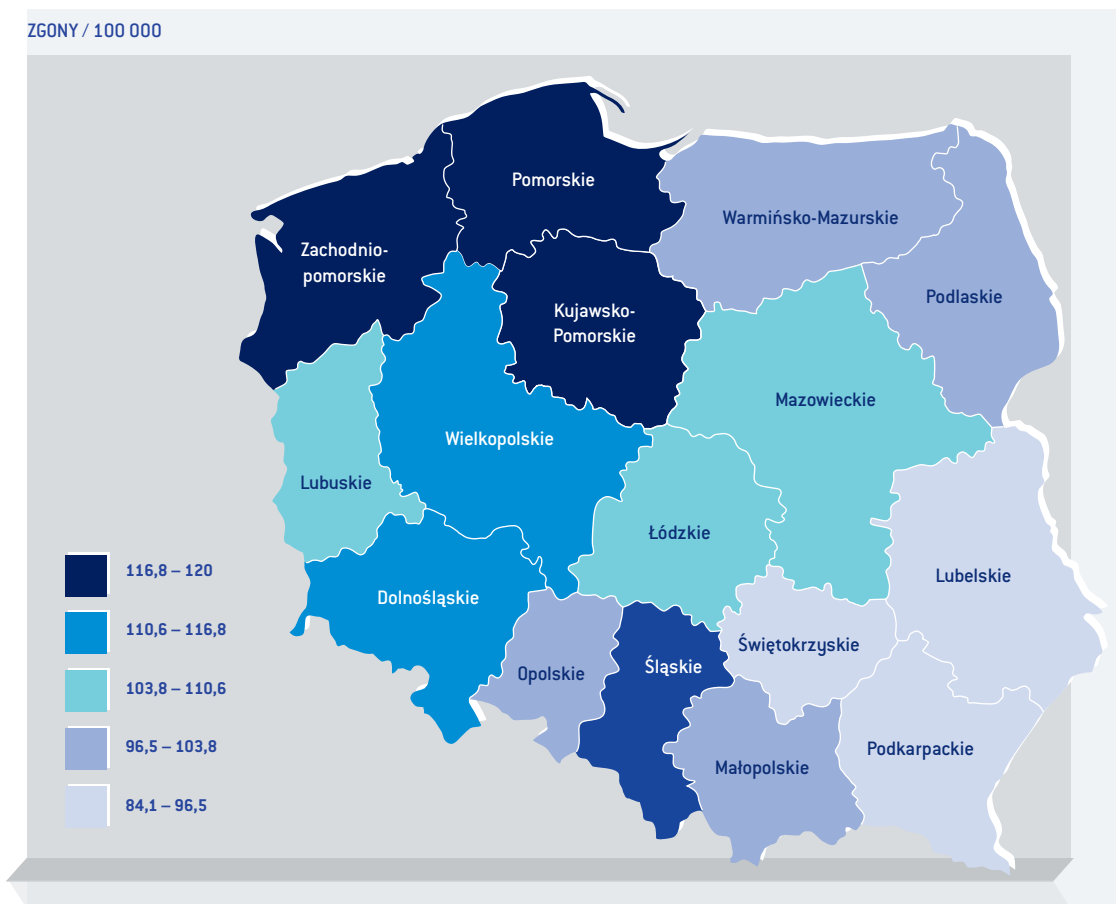 ZGONY / 100 000
Pomorskie
Zachodnio-
pomorskie
Warmińsko-Mazurskie
Podlaskie
Kujawsko-
Pomorskie
Mazowieckie
Wielkopolskie
Lubuskie
Łódzkie
Lubelskie
Dolnośląskie
Świętokrzyskie
Śląskie
Opolskie
Podkarpackie
Małopolskie
116,8 – 120
110,6 – 116,8
103,8 – 110,6
96,5 – 103,8
84,1 – 96,5